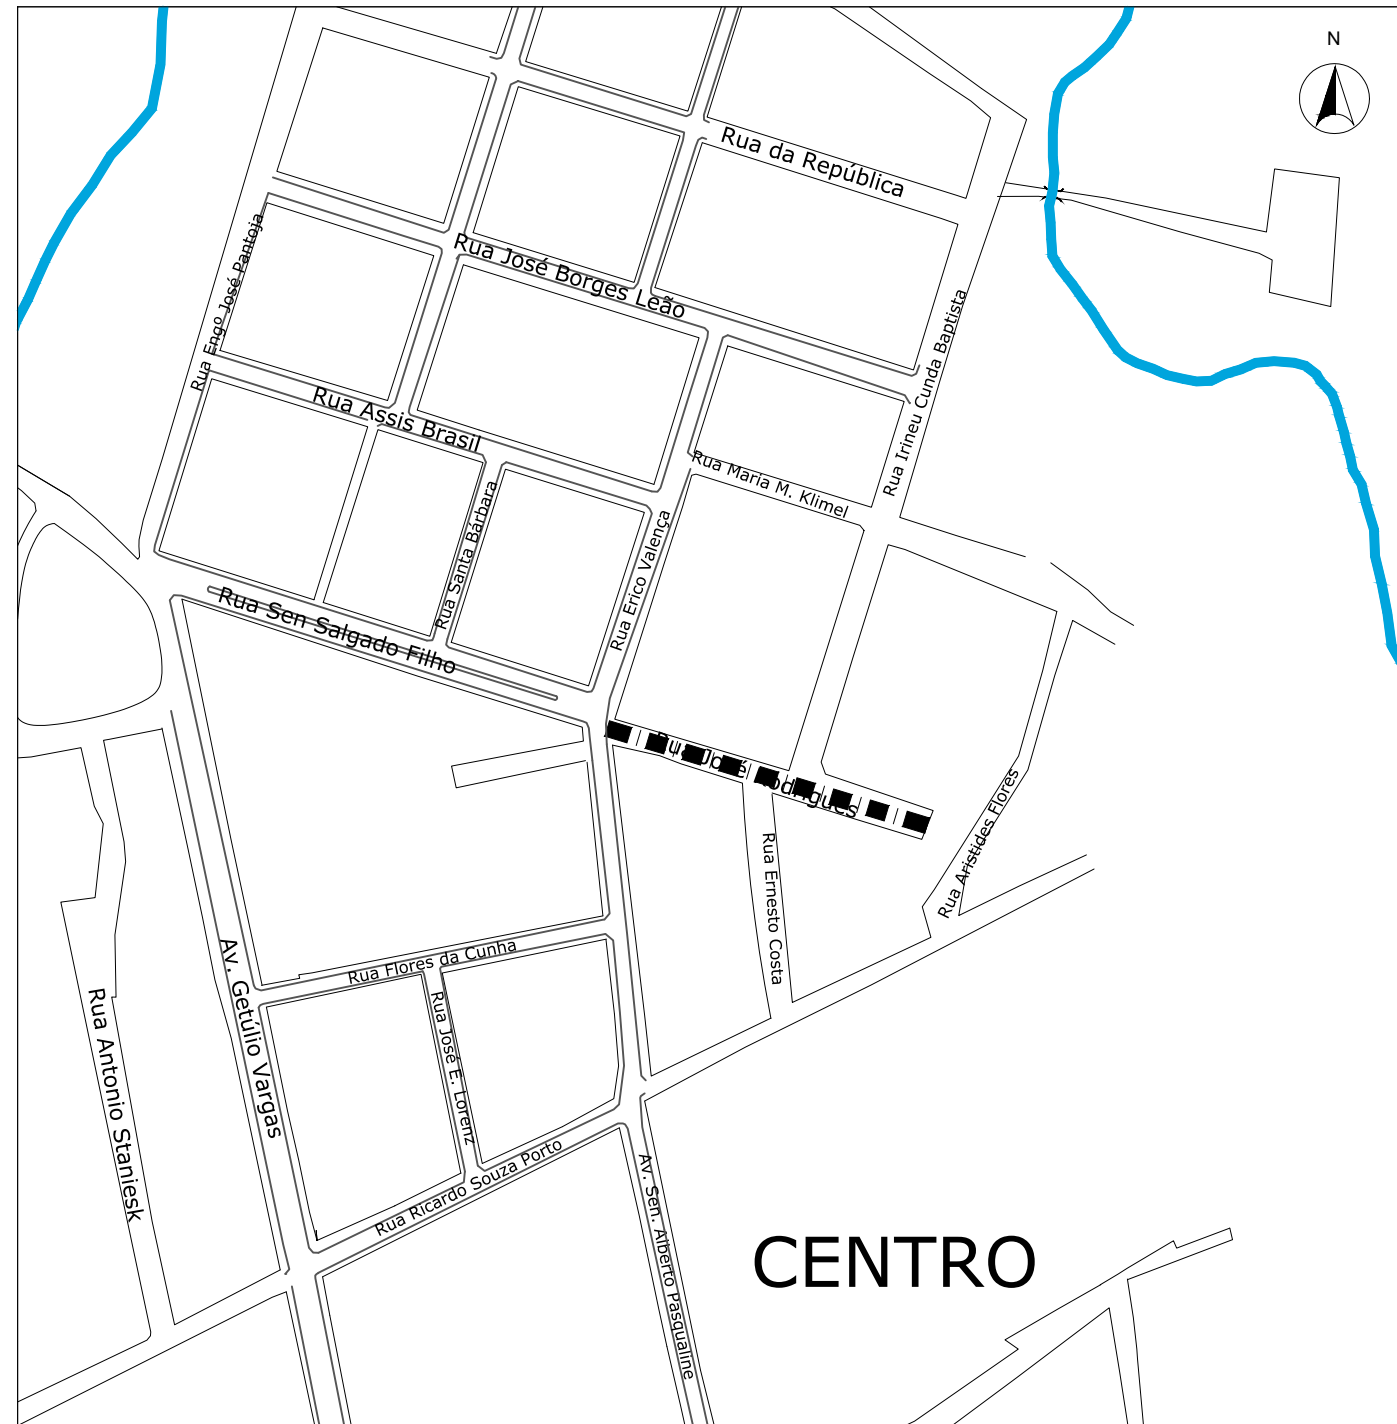 N
Rua da República
Rua José Borges Leão
Rua Engº José Pantoja
Rua Irineu Cunda Baptista
Rua Assis Brasil
Rua Maria M. Klimel
Rua Santa Bárbara
Rua Erico Valença
Rua Sen Salgado Filho
Rua José Rodrigues
Rua Aristides Flores
Rua Ernesto Costa
Rua Flores da Cunha
Av. Getúlio Vargas
Rua Antonio Staniesk
Rua José E. Lorenz
Rua Ricardo Souza Porto
Av. Sen. Alberto Pasqualine
CENTRO